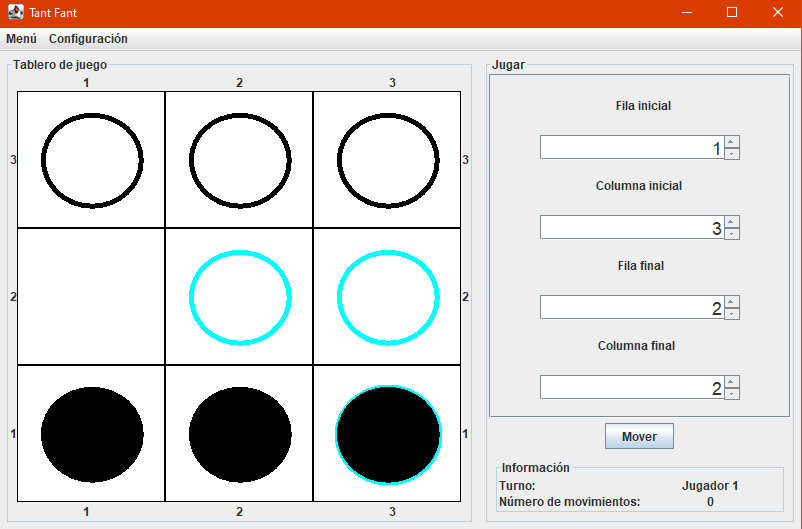 Tant Fant
Menú Configuración
Tablero de juego
1 2 3
3 3
2 2
1 1
1 2 3
Jugar
Fila inicial
1
Columna inicial
3
Fila final
2
Columna final
2
Mover
Información
Turno: Jugador 1
Número de movimientos: 0